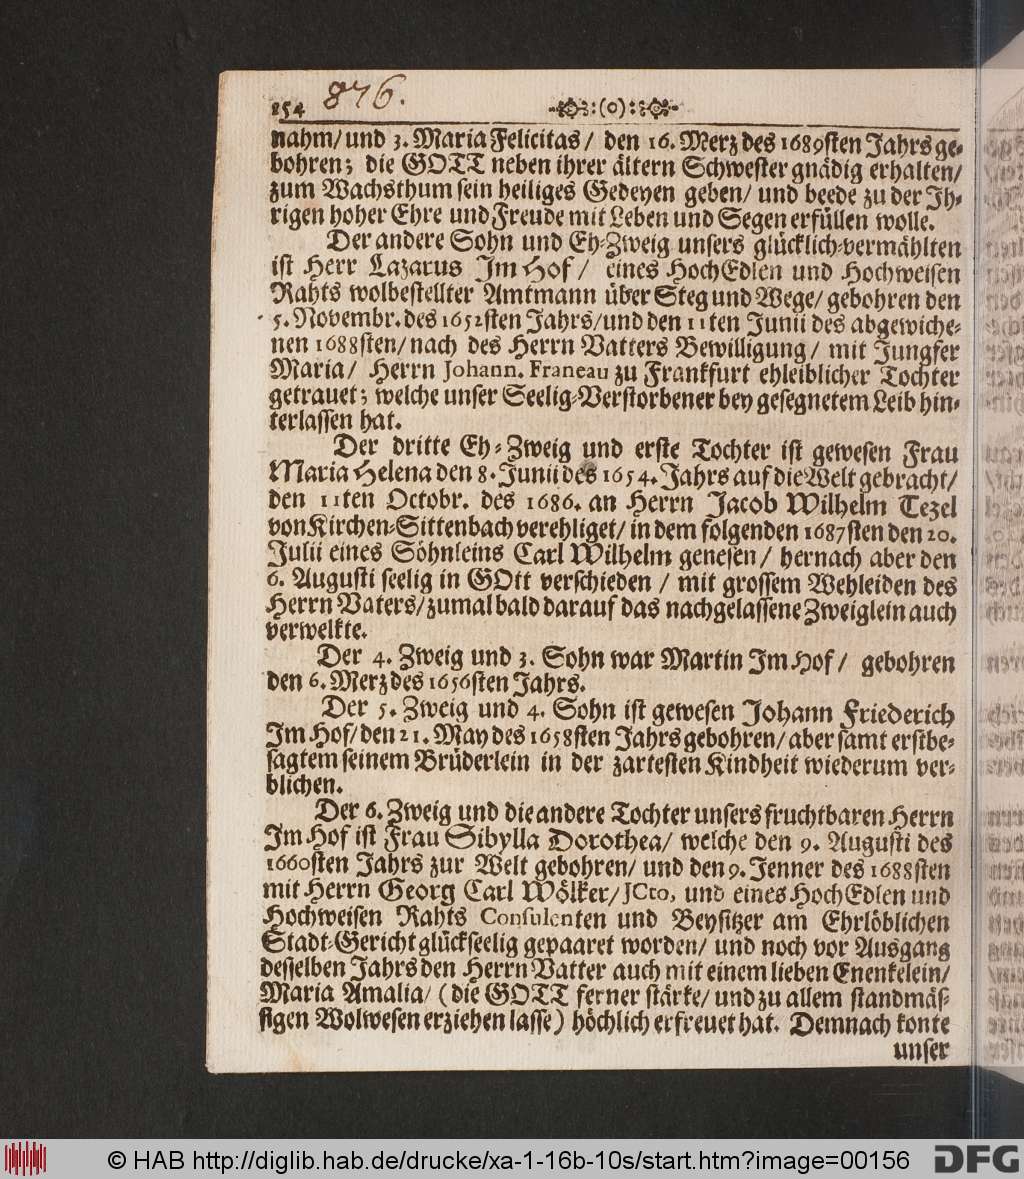 154 876. :(o):
nahm/ und 3. Maria Felicitas/ den 16. Merz des 1689sten Jahrs ge-
bohren; die GOTT neben ihrer ältern Schwester gnädig erhalten/
zum Wachsthum sein heiliges Gedeyen geben/ und beede zu der Ih-
rigen hoher Ehre und Freude mit Leben und Segen erfüllen wolle.
Der andere Sohn und Eh-Zweig unsers glücklich-vermählten
ist Herr Lazarus Im Hof/ eines HochEdlen und Hochweisen
Rahts wolbestellter Amtmann über Steg und Wege/ gebohren den
5. Novembr. des 1652sten Jahrs/ und den 11ten Junii des abgewiche-
nen 1688sten/ nach des Herrn Vatters Bewilligung/ mit Jungfer
Maria/ Herrn Johann. Franeau zu Frankfurt ehleiblicher Tochter
getrauet; welche unser Seelig-Verstorbener bey gesegnetem Leib hin-
terlassen hat.
Der dritte Eh-Zweig und erste Tochter ist gewesen Frau
Maria Helena den 8. Junii des 1654. Jahrs auf die Welt gebracht/
den 11ten Octobr. des 1686. an Herrn Jacob Wilhelm Tezel
von Kirchen-Sittenbach verehliget/ in dem folgenden 1687sten den 20.
Julii eines Söhnleins Carl Wilhelm genesen/ hernach aber den
6. Augusti seelig in GOtt verschieden/ mit grossem Wehleiden des
Herrn Vaters/ zumal bald darauf das nachgelassene Zweiglein auch
verwelkte.
Der 4. Zweig und 3. Sohn war Martin Im Hof/ gebohren
den 6. Merz des 1656sten Jahrs.
Der 5. Zweig und 4. Sohn ist gewesen Johann Friederich
Im Hof/ den 21. May des 1658sten Jahrs gebohren/ aber samt erstbe-
sagtem seinem Brüderlein in der zartesten Kindheit wiederum ver-
blichen.
Der 6. Zweig und die andere Tochter unsers fruchtbaren Herrn
Im Hof ist Frau Sibylla Dorothea/ welche den 9. Augusti des
1660sten Jahrs zur Welt gebohren/ und den 9. Jenner des 1688sten
mit Herrn Georg Carl Wölker/ JCto, und eines HochEdlen und
Hochweisen Rahts Consulenten und Beysitzer am Ehrlöblichen
Stadt-Gericht glückseelig gepaaret worden/ und noch vor Ausgang
desselben Jahrs den Herrn Vatter auch mit einem lieben Enenkelein/
Maria Amalia/ (die GOTT ferner stärke/ und zu allem standmäs-
sigen Wolwesen erziehen lasse) höchlich erfreuet hat. Demnach konte
unser
© HAB http://diglib.hab.de/drucke/xa-1-16b-10s/start.htm?image=00156 DFG